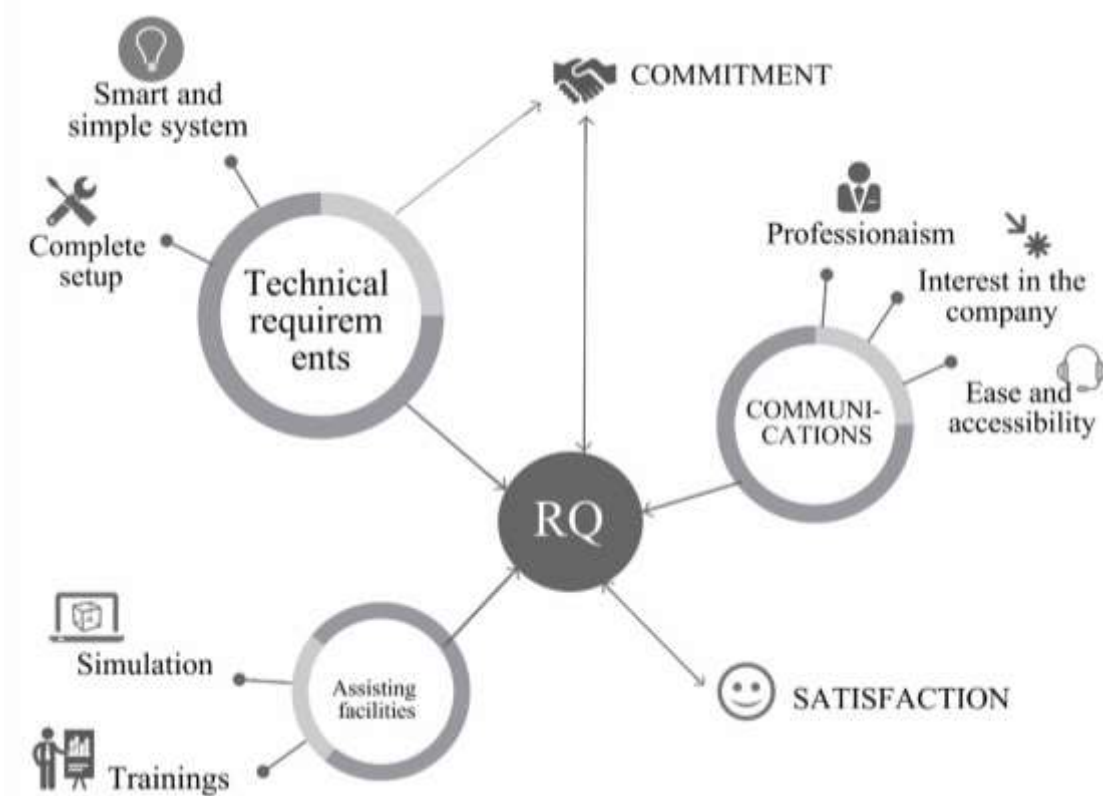 Smart and
simple system
COMMITMENT
Complete
setup
Technical
requirem
ents
Professionaism
Interest in the
company
Ease and
accessibility
COMMUNI-
CATIONS
RQ
Simulation
Assisting
facilities
Trainings
SATISFACTION